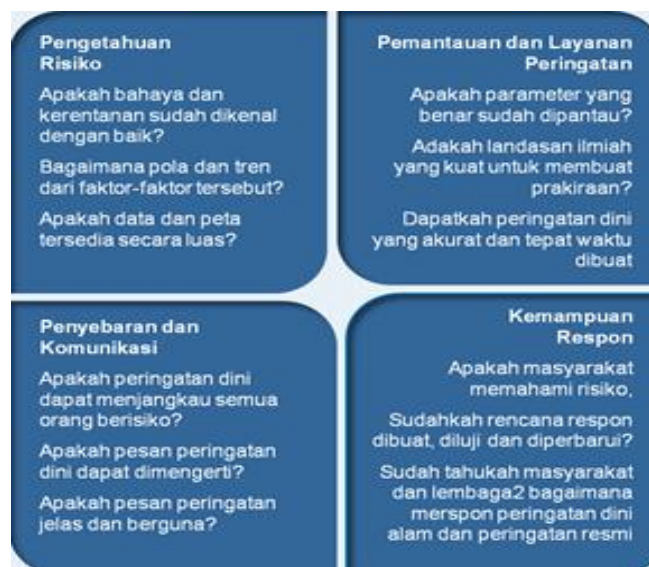 Pengetahuan
Risiko
Apakah bahaya dan
kerentanan sudah dikenal
dengan baik?
Bagaimana pola dan tren
dari faktor-faktor tersebut?
Apakah data dan peta
tersedia secara luas?
Pemantauan dan Layanan
Peringatan
Apakah parameter yang
benar sudah dipantau?
Adakah landasan ilmiah
yang kuat untuk membuat
prakiraan?
Dapatkah peringatan dini
yang akurat dan tepat waktu
dibuat
Penyebaran dan
Komunikasi
Apakah peringatan dini
dapat menjangkau semua
orang berisiko?
Apakah pesan peringatan
dini dapat dimengerti?
Apakah pesan peringatan
jelas dan berguna?
Kemampuan
Respon
Apakah masyarakat
memahami risiko,
Sudahkah rencana respon
dibuat, diluji dan diperbarui?
Sudah tahukah masyarakat
dan lembaga2 bagaimana
merspon peringatan dini
alam dan peringatan resmi